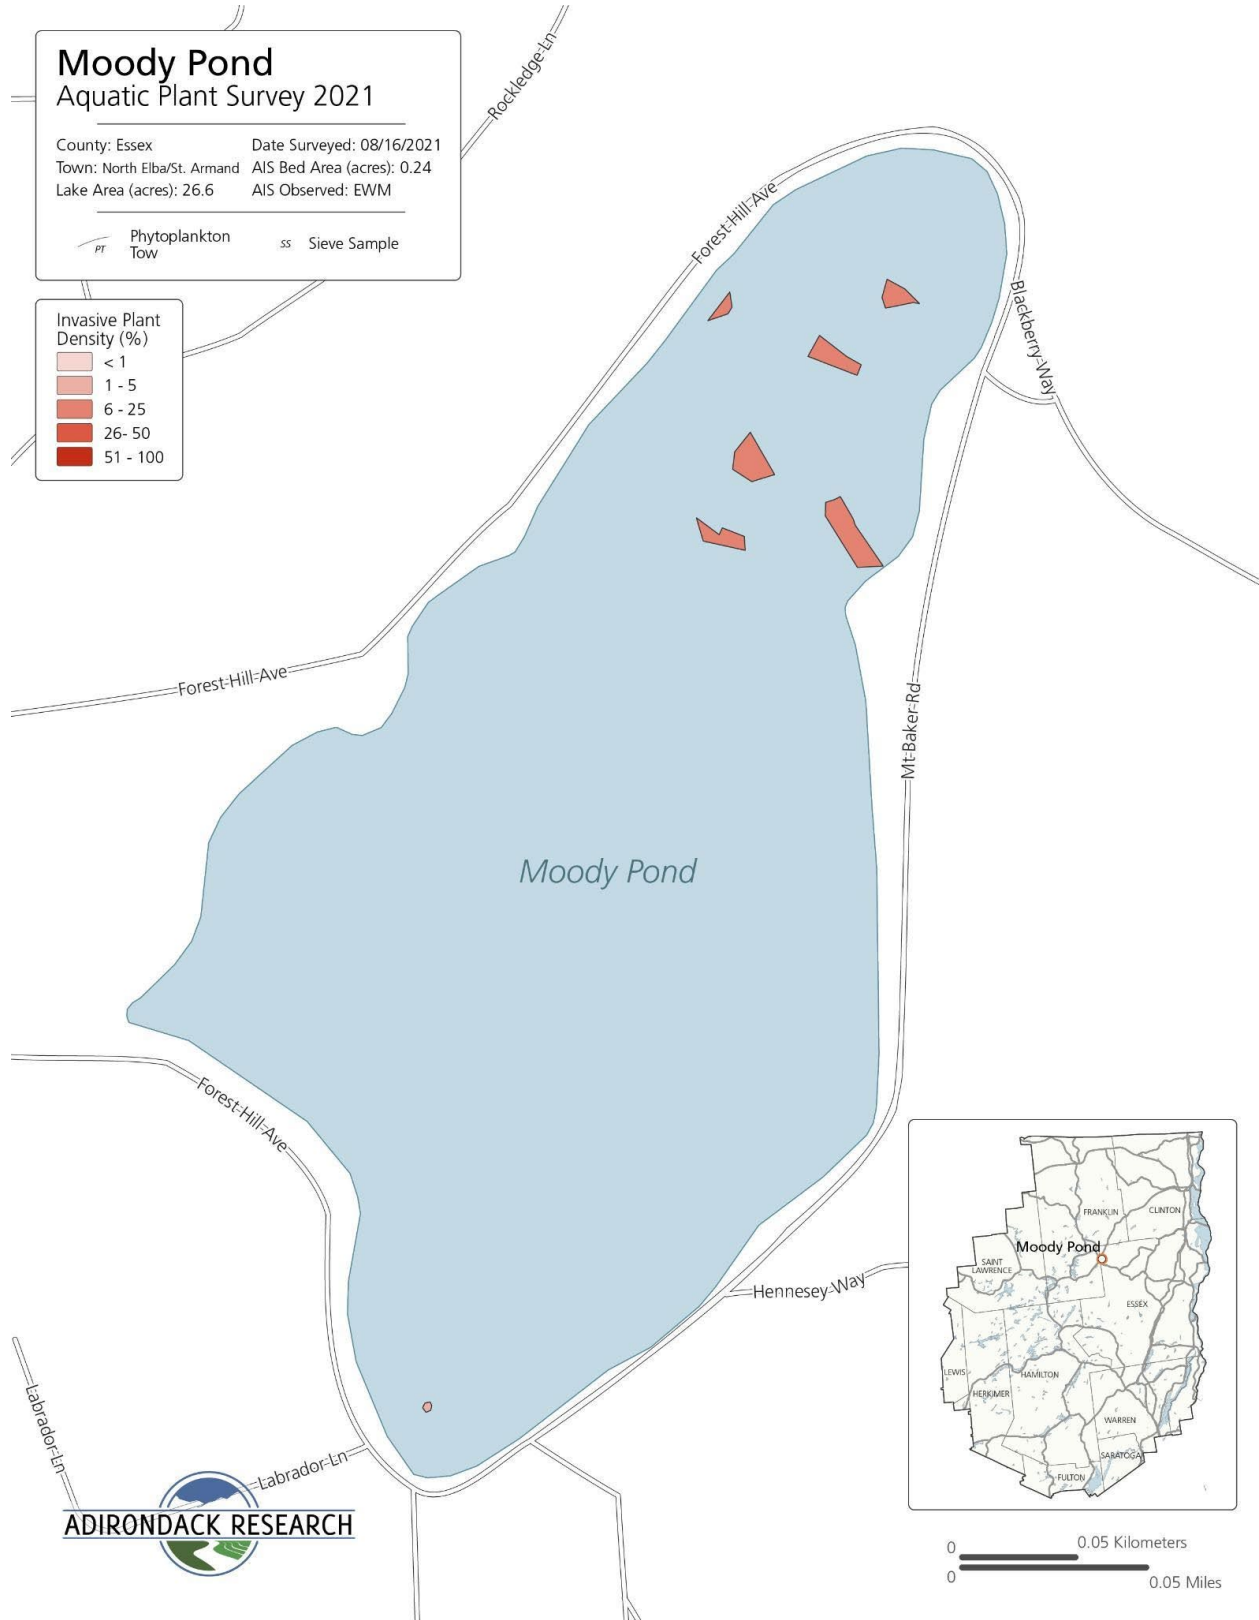 Moody Pond
Aquatic Plant Survey 2021
County: Essex
Date Surveyed: 08/16/2021
Town: North Elba/St. Armand
AIS Bed Area (acres): 0.24
Lake Area (acres): 26.6
AIS Observed: EWM
PT
Phytoplankton
Tow
SS
Sieve Sample
Invasive Plant
Density (%)
< 1
1 - 5
6 - 25
26- 50
51 - 100
Rockledge Ln
Forest Hill Ave
Blackberry Way
Forest Hill Ave
Mt Baker Rd
Moody Pond
Forest Hill Ave
Hennesey Way
Labrador Ln
Labrador Ln
ADIRONDACK RESEARCH
FRANKLIN
CLINTON
Moody Pond
SAINT
LAWRENCE
ESSEX
LEWIS
HAMILTON
HERKIMER
WARREN
SARATOGA
FULTON
0
0.05 Kilometers
0
0.05 Miles